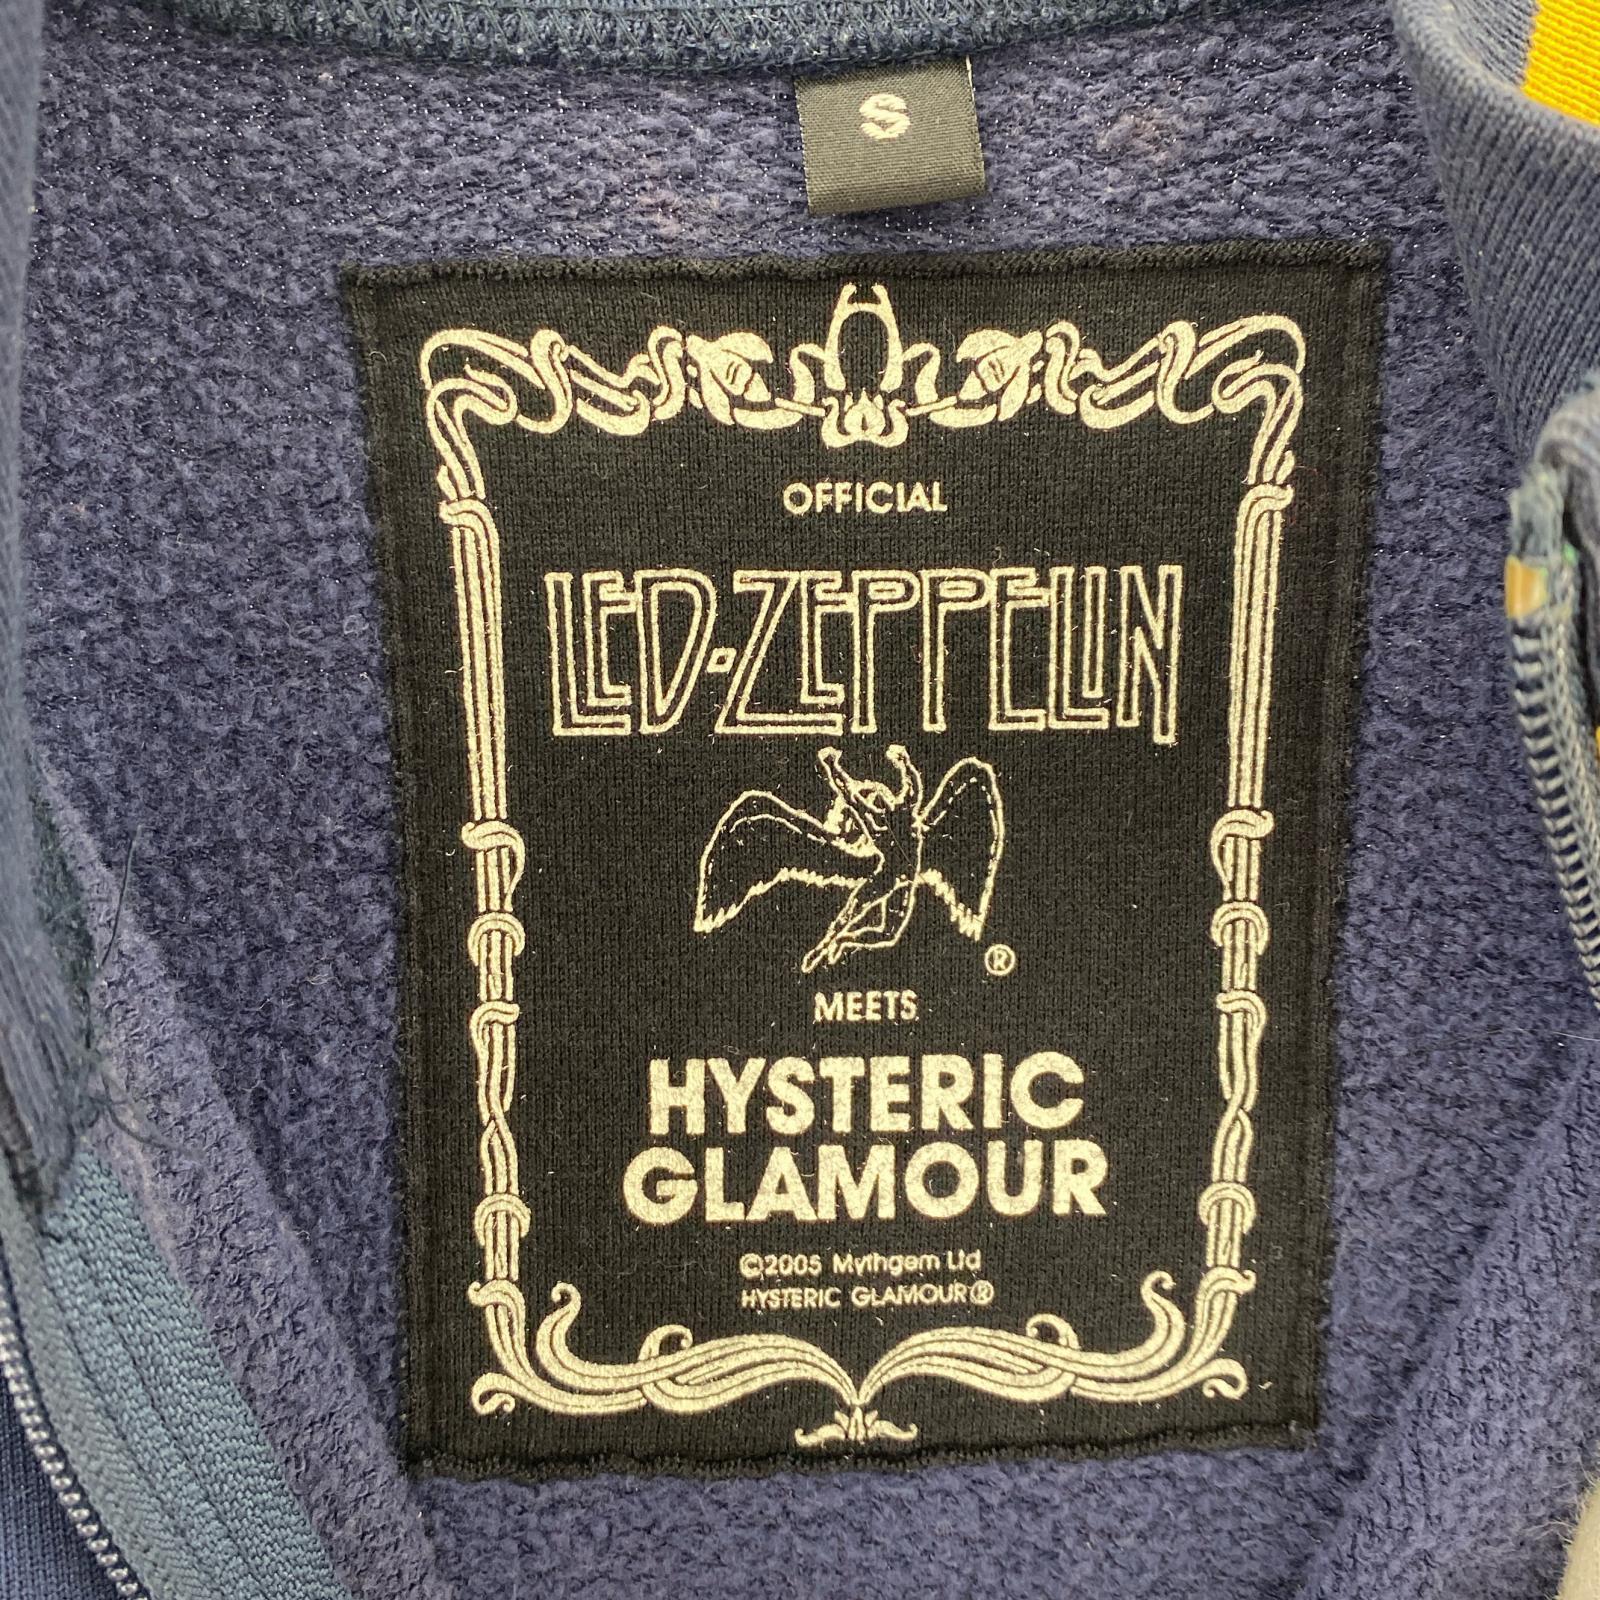 S
OFFICIAL
LED-ZEPPELIN
®
MEETS
HYSTERIC
GLAMOUR
©2005 Mythgem Ltd
HYSTERIC GLAMOUR®